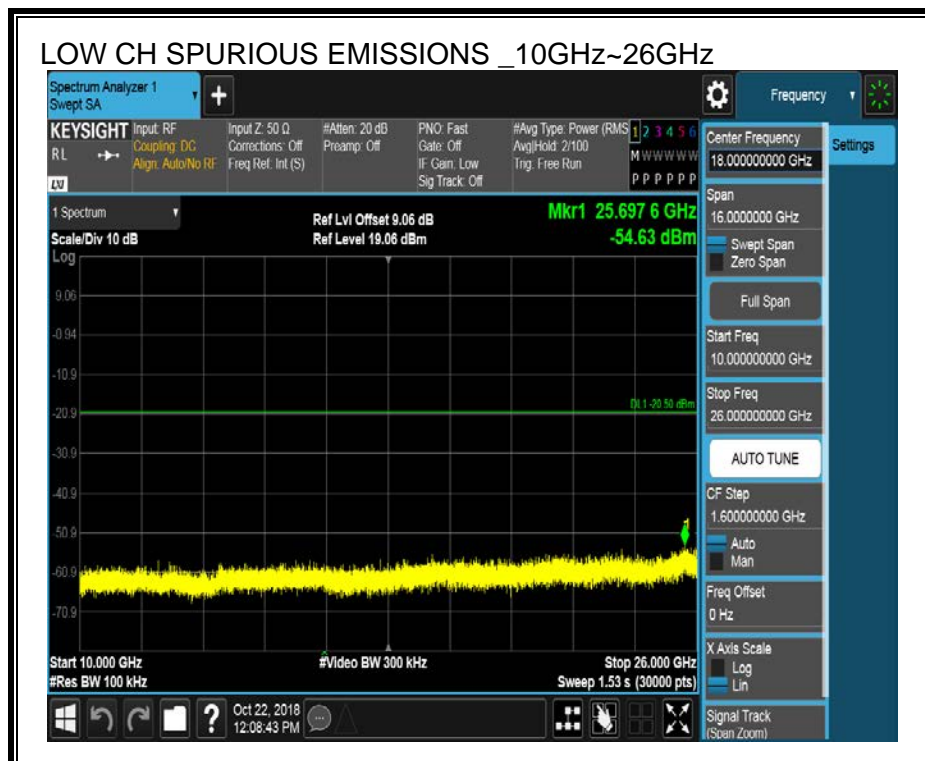 LOW CH SPURIOUS EMISSIONS _10GHz~26GHz
Spectrum Analyzer 1
Swept SA
+
Frequency
KEYSIGHT
RL
LXI
Input: RF
Coupling: DC
Align: Auto/No RF
Input Z: 50 Ω
Corrections: Off
Freq Ref: Int (S)
#Atten: 20 dB
Preamp: Off
PNO: Fast
Gate: Off
IF Gain: Low
Sig Track: Off
#Avg Type: Power (RMS
Avg|Hold: 2/100
Trig: Free Run
1 2 3 4 5 6
M W W W W W
P P P P P P
Center Frequency
18.000000000 GHz
Settings
Span
16.0000000 GHz
Swept Span
Zero Span
Full Span
Start Freq
10.000000000 GHz
Stop Freq
26.000000000 GHz
AUTO TUNE
CF Step
1.600000000 GHz
Auto
Man
Freq Offset
0 Hz
X Axis Scale
Log
Lin
Signal Track
(Span Zoom)
1 Spectrum
Scale/Div 10 dB
Ref Lvl Offset 9.06 dB
Ref Level 19.06 dBm
Mkr1 25.697 6 GHz
-54.63 dBm
Log
9.06
-0.94
-10.9
-20.9
DL1 -20.50 dBm
-30.9
-40.9
-50.9
1
-60.9
-70.9
Start 10.000 GHz
#Res BW 100 kHz
#Video BW 300 kHz
Stop 26.000 GHz
Sweep 1.53 s (30000 pts)
?
Oct 22, 2018
12:08:43 PM